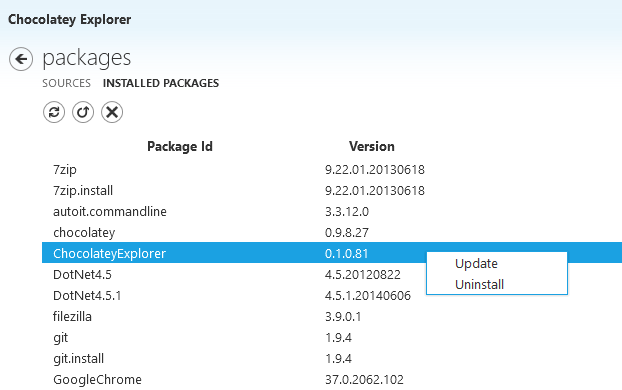 Chocolatey Explorer
packages
SOURCES INSTALLED PACKAGES
Package Id Version
7zip 9.22.01.20130618
7zip.install 9.22.01.20130618
autoit.commandline 3.3.12.0
chocolatey 0.9.8.27
ChocolateyExplorer 0.1.0.81
Update
DotNet4.5 4.5.20120822
Uninstall
DotNet4.5.1 4.5.1.20140606
filezilla 3.9.0.1
git 1.9.4
git.install 1.9.4
GoogleChrome 37.0.2062.102